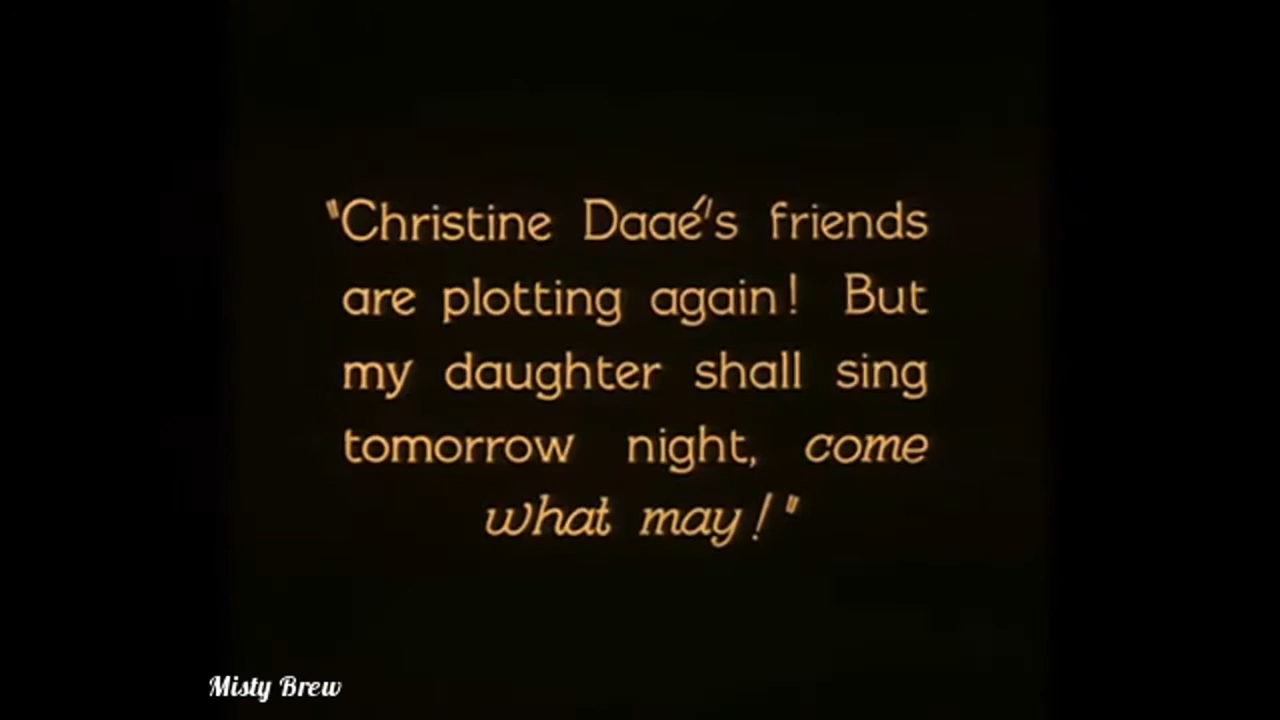 "Christine Daaé's friends
are plotting again! But
my daughter shall sing
tomorrow night, come
what may!"
Misty Brew